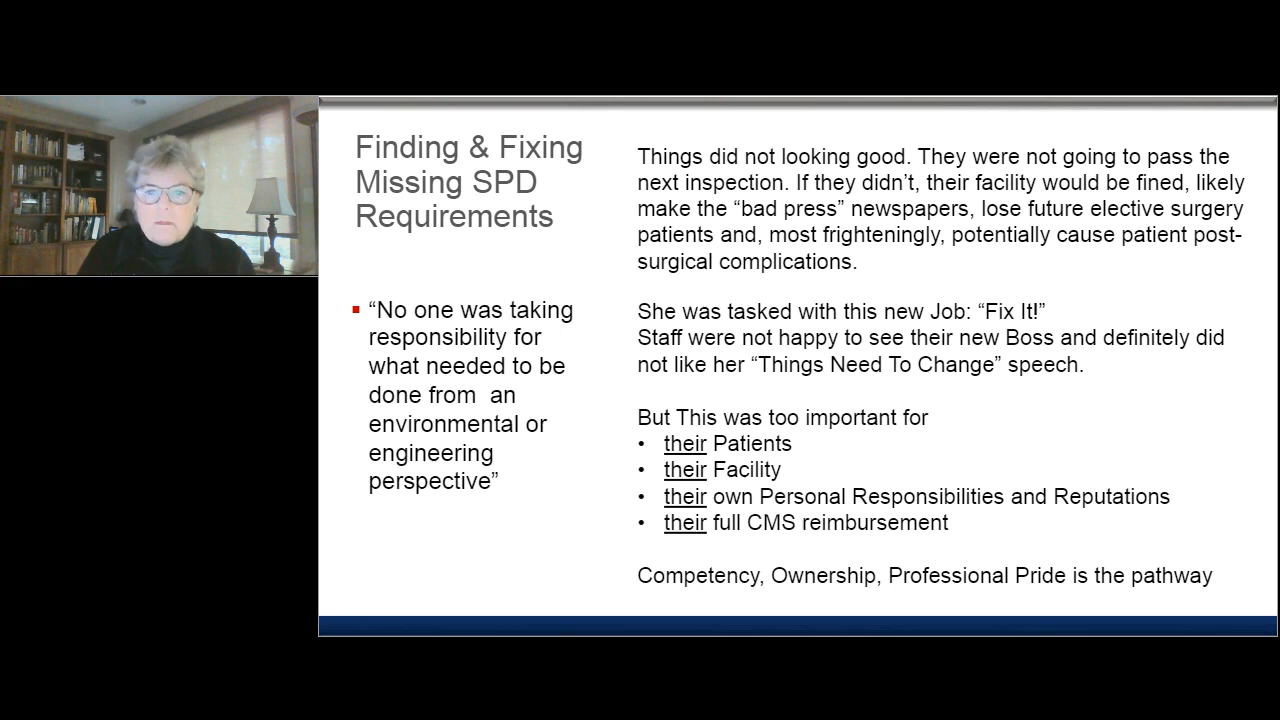 Finding & Fixing
Missing SPD
Requirements
“No one was taking
responsibility for
what needed to be
done from  an
environmental or
engineering
perspective”
Things did not looking good. They were not going to pass the
next inspection. If they didn’t, their facility would be fined, likely
make the “bad press” newspapers, lose future elective surgery
patients and, most frighteningly, potentially cause patient post-
surgical complications.
She was tasked with this new Job: “Fix It!”
Staff were not happy to see their new Boss and definitely did
not like her “Things Need To Change” speech.
But This was too important for
• their Patients
• their Facility
• their own Personal Responsibilities and Reputations
• their full CMS reimbursement
Competency, Ownership, Professional Pride is the pathway